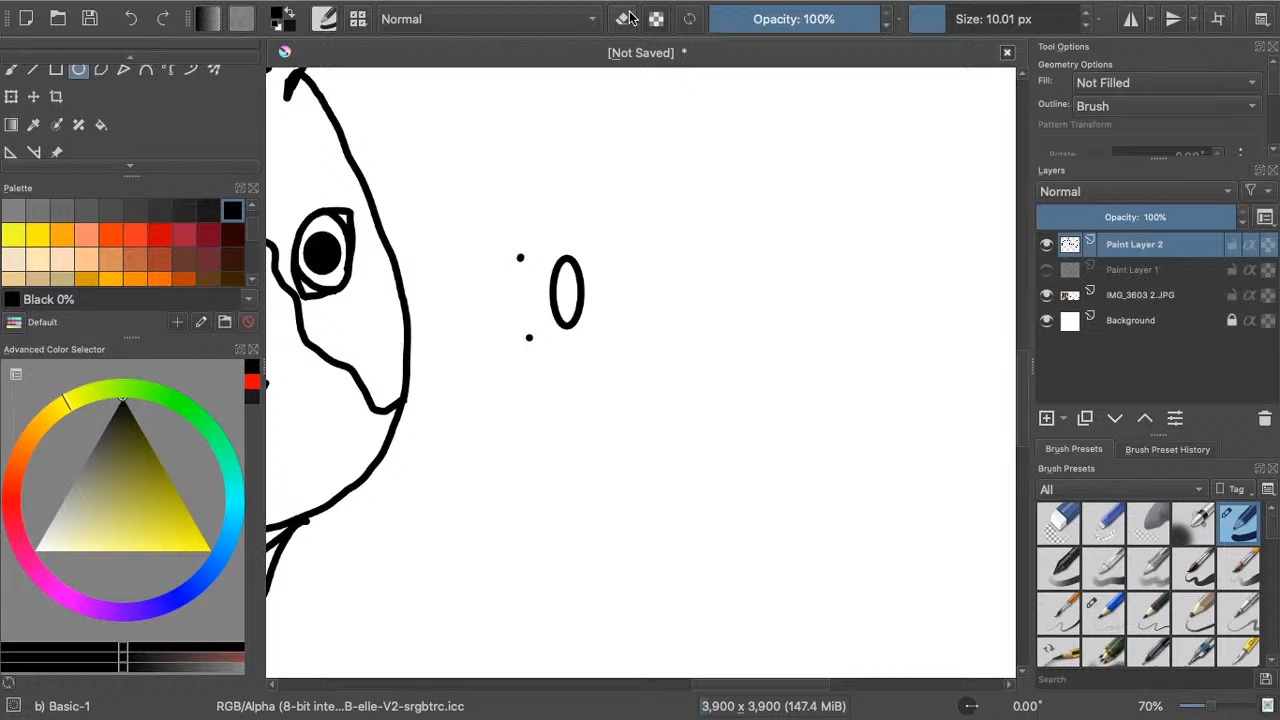 Normal
Opacity: 100%
Size: 10.01 px
[Not Saved] *
Tool Options
Geometry Options
Fill:
Not Filled
Outline:
Brush
Pattern Transform
Rotate:
0.00°
Palette
Layers
Normal
Opacity: 100%
Paint Layer 2
Paint Layer 1
IMG_3603 2.JPG
Background
Black 0%
Default
Advanced Color Selector
Brush Presets
Brush Preset History
Brush Presets
All
Tag
Search
b) Basic-1
RGB/Alpha (8-bit inte...B-elle-V2-srgbtrc.icc
3,900 x 3,900 (147.4 MiB)
0.00°
70%